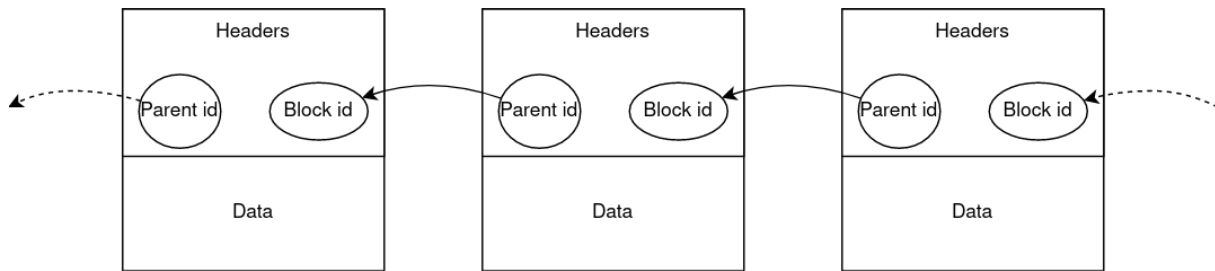 Headers
Parent id
Block id
Data
Headers
Parent id
Block id
Data
Headers
Parent id
Block id
Data